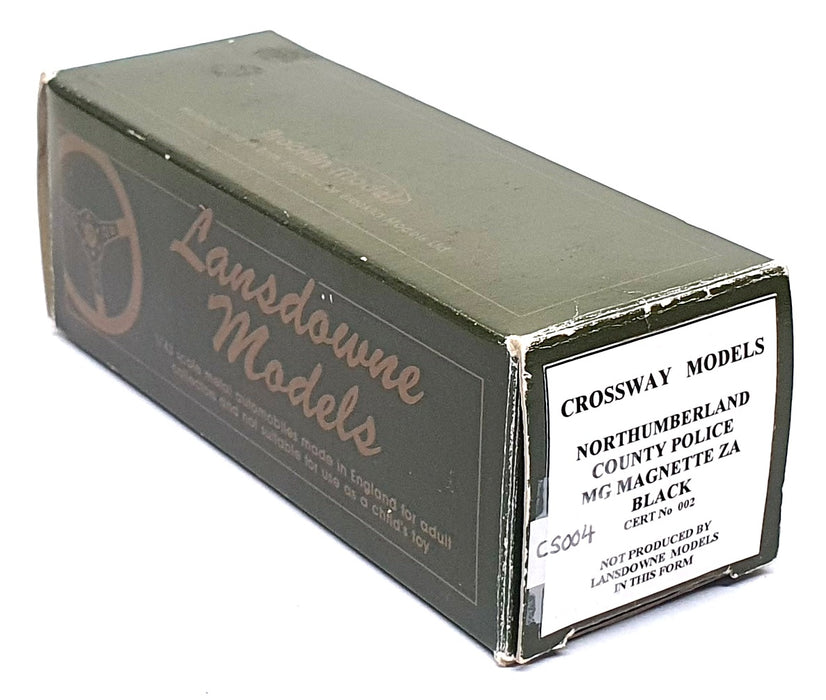 Brooklin Models
Lansdowne
Models
1/43 scale metal automobiles made in England for adult
collectors and not suitable for use as a child's toy
CROSSWAY MODELS
NORTHUMBERLAND
COUNTY POLICE
MG MAGNETTE ZA
BLACK
CERT No 002
CS004
NOT PRODUCED BY
LANSDOWNE MODELS
IN THIS FORM